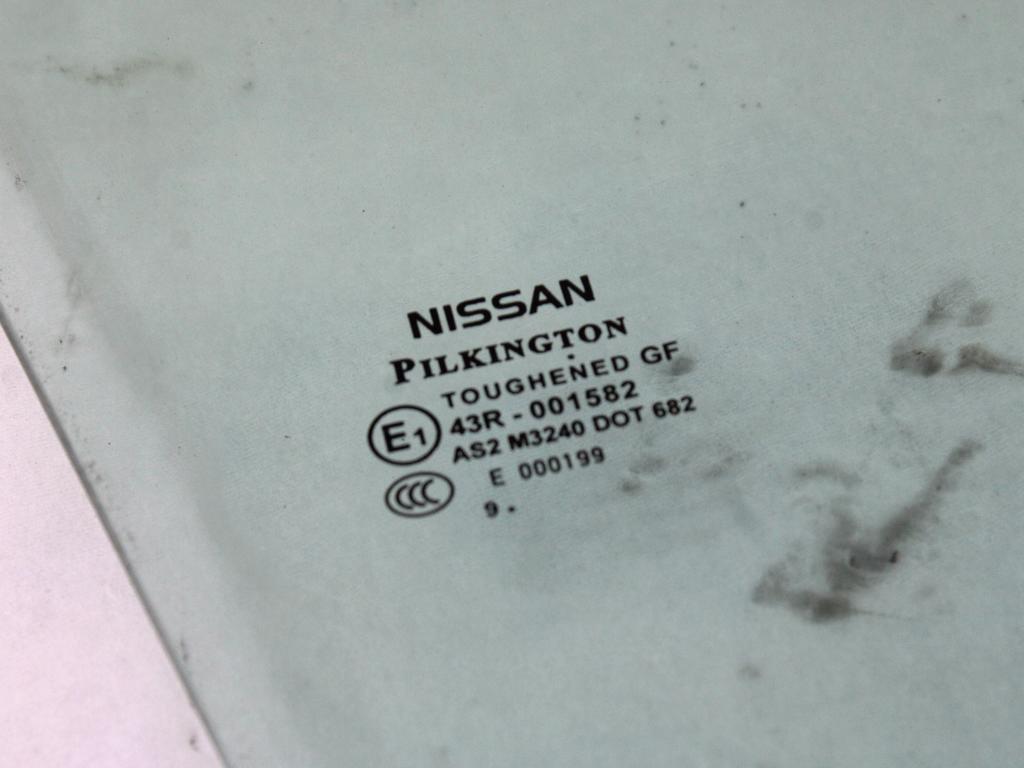 NISSAN
PILKINGTON
TOUGHENED GF
E1 43R - 001582
AS2 M3240 DOT 682
CCC E 000199
9 .